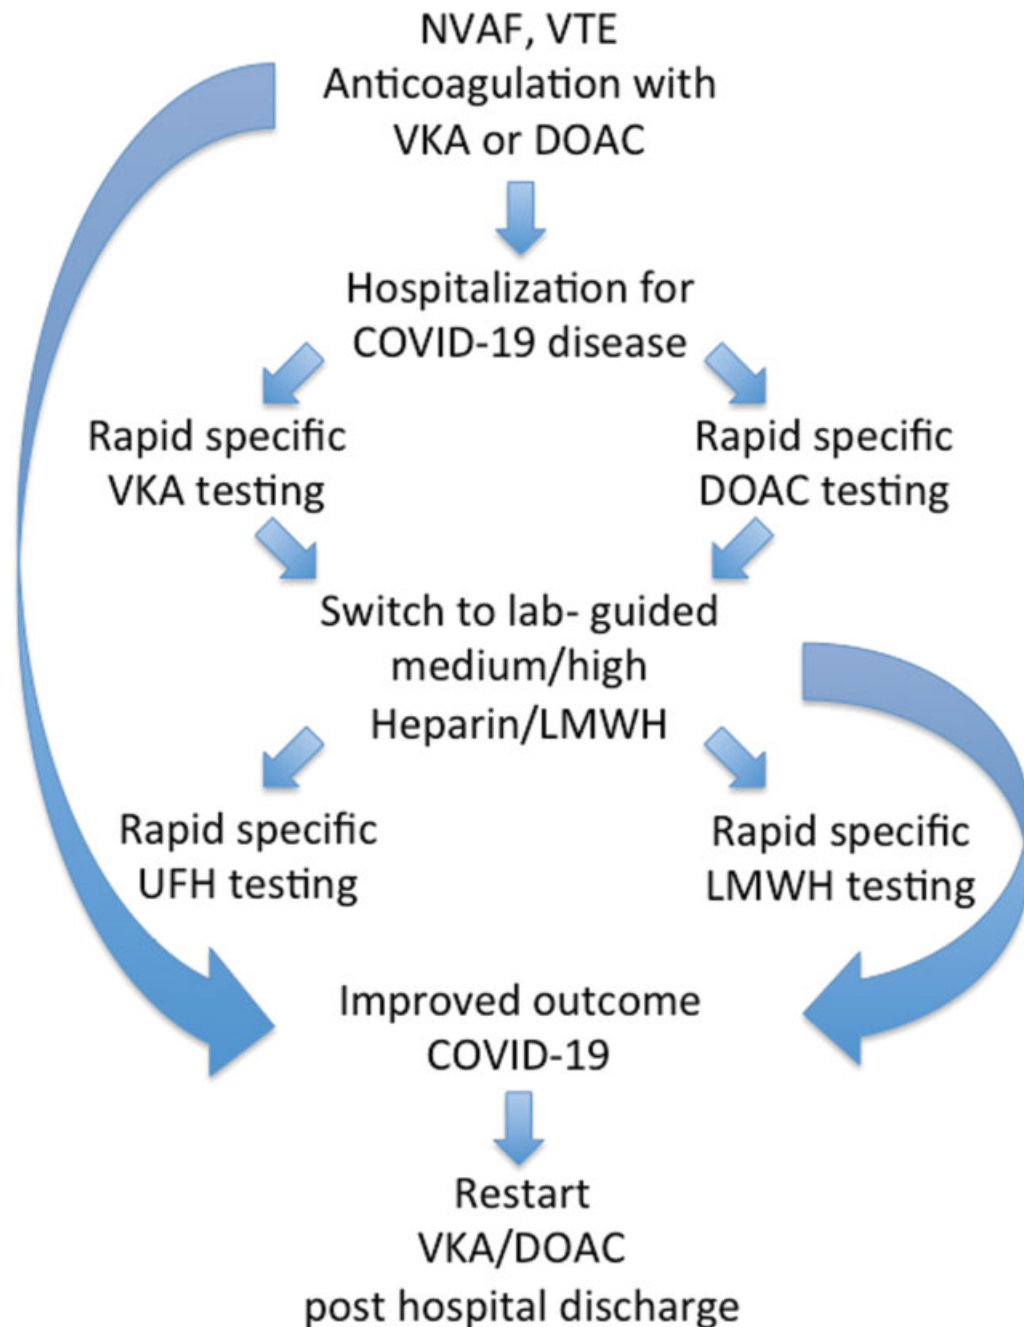 NVAF, VTE
Anticoagulation with
VKA or DOAC
Hospitalization for
COVID-19 disease
Rapid specific
VKA testing
Rapid specific
DOAC testing
Switch to lab- guided
medium/high
Heparin/LMWH
Rapid specific
UFH testing
Rapid specific
LMWH testing
Improved outcome
COVID-19
Restart
VKA/DOAC
post hospital discharge